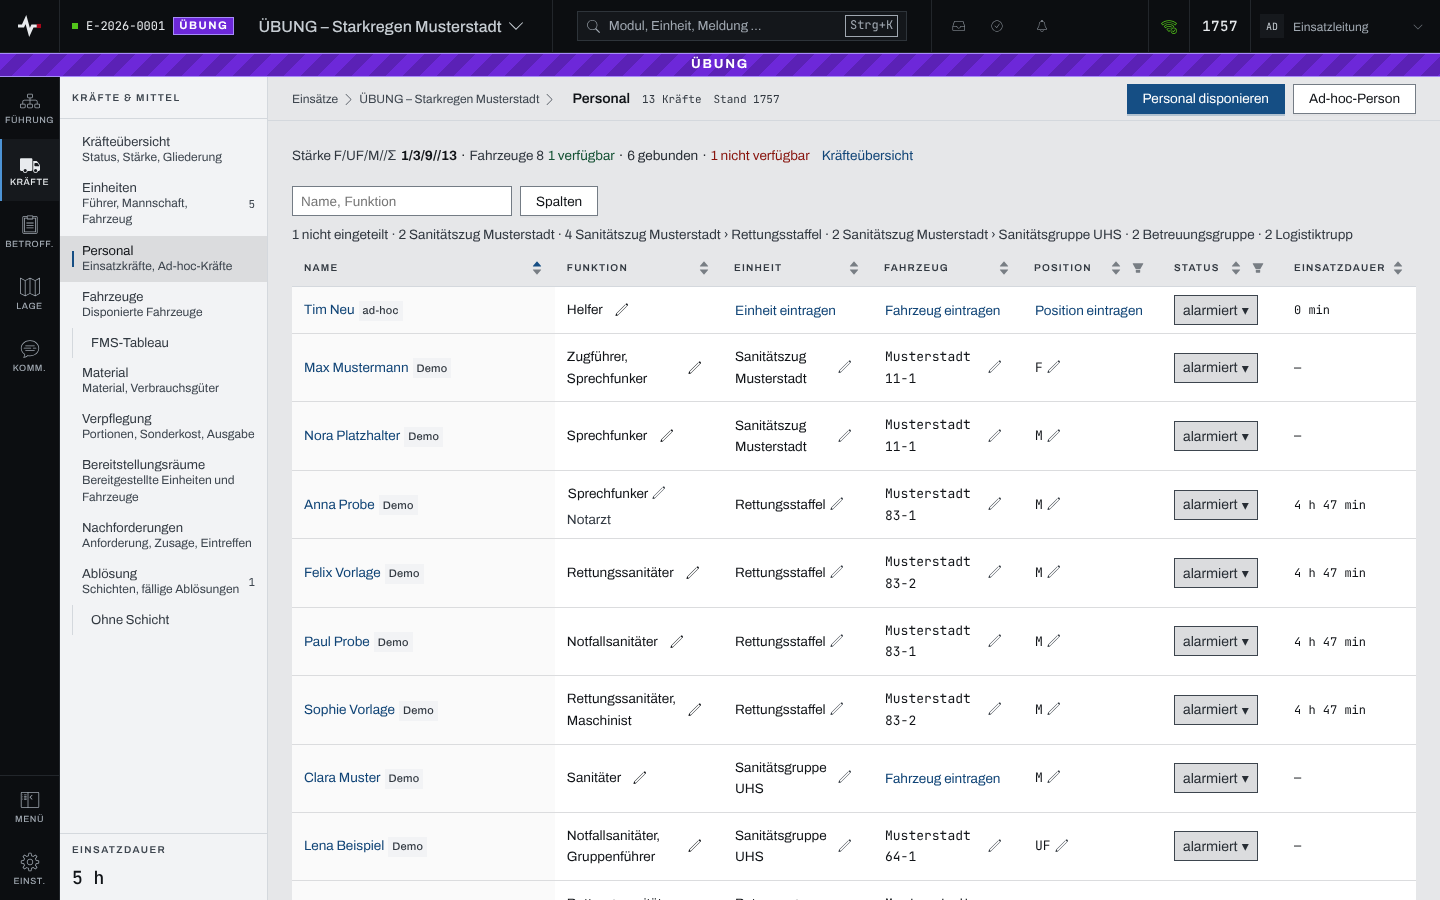 E-2026-0001 ÜBUNG ÜBUNG – Starkregen Musterstadt Modul, Einheit, Meldung ... Strg+K 1757 AD Einsatzleitung
ÜBUNG
FÜHRUNG
KRÄFTE
BETROFF.
LAGE
KOMM.
MENÜ
EINST.
KRÄFTE & MITTEL
Kräfteübersicht
Status, Stärke, Gliederung
Einheiten
Führer, Mannschaft,
Fahrzeug
5
Personal
Einsatzkräfte, Ad-hoc-Kräfte
Fahrzeuge
Disponierte Fahrzeuge
FMS-Tableau
Material
Material, Verbrauchsgüter
Verpflegung
Portionen, Sonderkost, Ausgabe
Bereitstellungsräume
Bereitgestellte Einheiten und
Fahrzeuge
Nachforderungen
Anforderung, Zusage, Eintreffen
Ablösung
Schichten, fällige Ablösungen
1
Ohne Schicht
EINSATZDAUER
5 h
Einsätze ÜBUNG – Starkregen Musterstadt Personal 13 Kräfte Stand 1757 Personal disponieren Ad-hoc-Person
Stärke F/UF/M//Σ 1/3/9//13 · Fahrzeuge 8 1 verfügbar · 6 gebunden · 1 nicht verfügbar Kräfteübersicht
Name, Funktion Spalten
1 nicht eingeteilt · 2 Sanitätszug Musterstadt · 4 Sanitätszug Musterstadt › Rettungsstaffel · 2 Sanitätszug Musterstadt › Sanitätsgruppe UHS · 2 Betreuungsgruppe · 2 Logistiktrupp
NAME FUNKTION EINHEIT FAHRZEUG POSITION STATUS EINSATZDAUER
Tim Neu ad-hoc Helfer Einheit eintragen Fahrzeug eintragen Position eintragen alarmiert ▾ 0 min
Max Mustermann Demo Zugführer,
Sprechfunker Sanitätszug
Musterstadt Musterstadt
11-1 F alarmiert ▾ –
Nora Platzhalter Demo Sprechfunker Sanitätszug
Musterstadt Musterstadt
11-1 M alarmiert ▾ –
Anna Probe Demo Sprechfunker
Notarzt Rettungsstaffel Musterstadt
83-1 M alarmiert ▾ 4 h 47 min
Felix Vorlage Demo Rettungssanitäter Rettungsstaffel Musterstadt
83-2 M alarmiert ▾ 4 h 47 min
Paul Probe Demo Notfallsanitäter Rettungsstaffel Musterstadt
83-1 M alarmiert ▾ 4 h 47 min
Sophie Vorlage Demo Rettungssanitäter,
Maschinist Rettungsstaffel Musterstadt
83-2 M alarmiert ▾ 4 h 47 min
Clara Muster Demo Sanitäter Sanitätsgruppe
UHS Fahrzeug eintragen M alarmiert ▾ –
Lena Beispiel Demo Notfallsanitäter,
Gruppenführer Sanitätsgruppe
UHS Musterstadt
64-1 UF alarmiert ▾ –